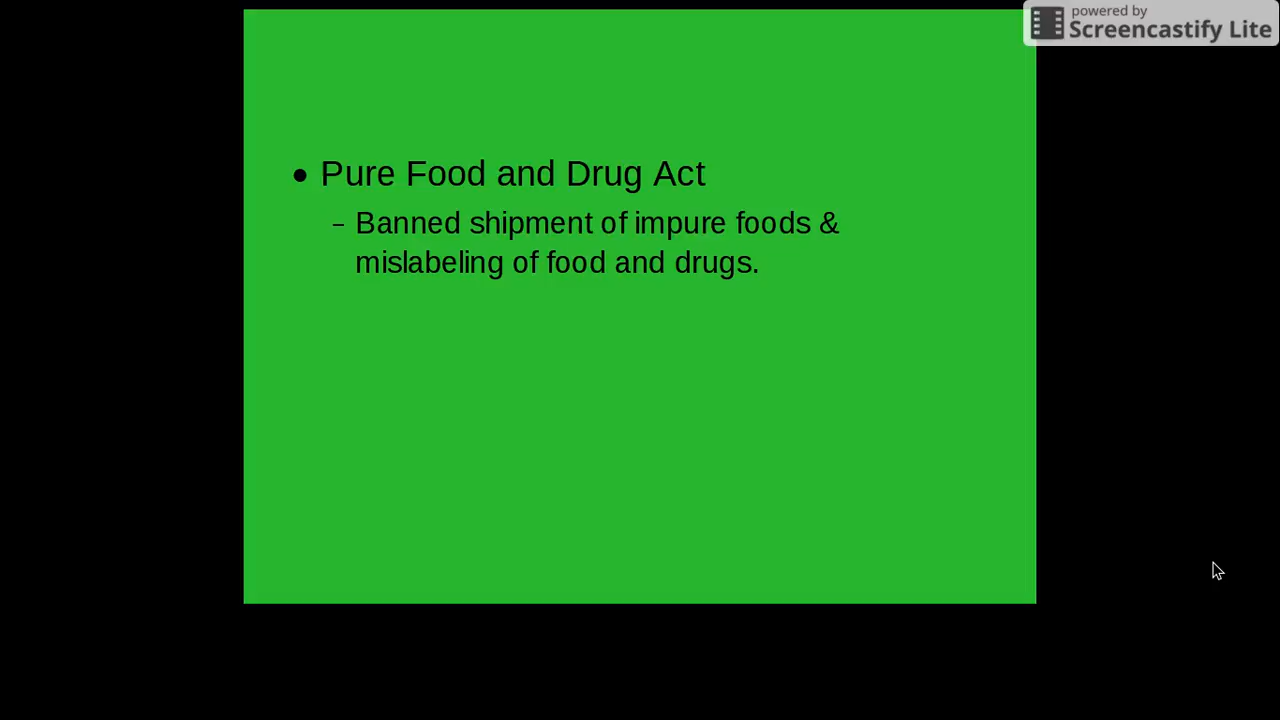 powered by
Screencastify Lite
• Pure Food and Drug Act
– Banned shipment of impure foods &
mislabeling of food and drugs.